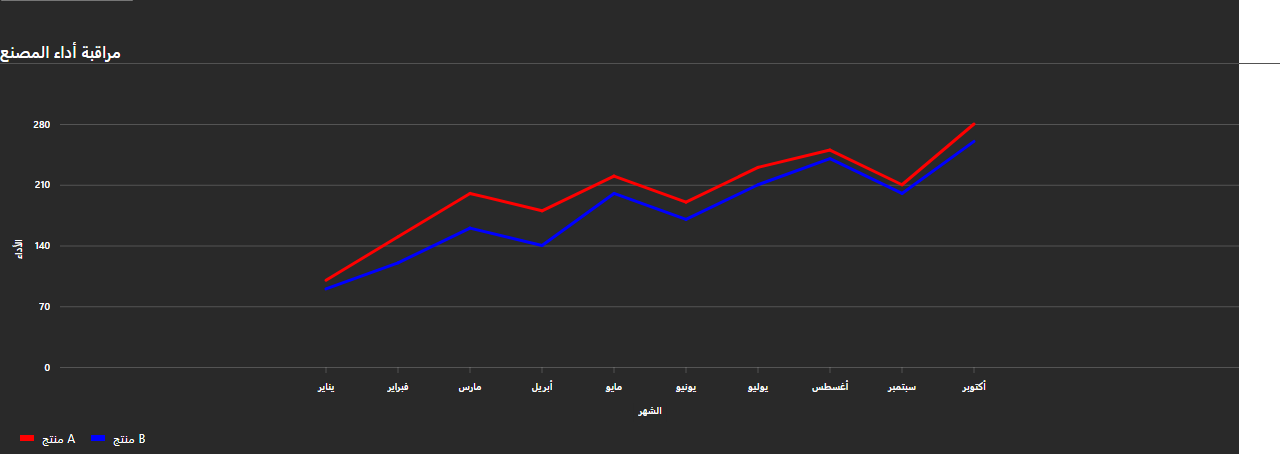 مراقبة أداء المصنع
280
210
140
70
0
الأداء
يناير فبراير مارس أبريل مايو يونيو يوليو أغسطس سبتمبر أكتوبر
الشهر
منتج A منتج B